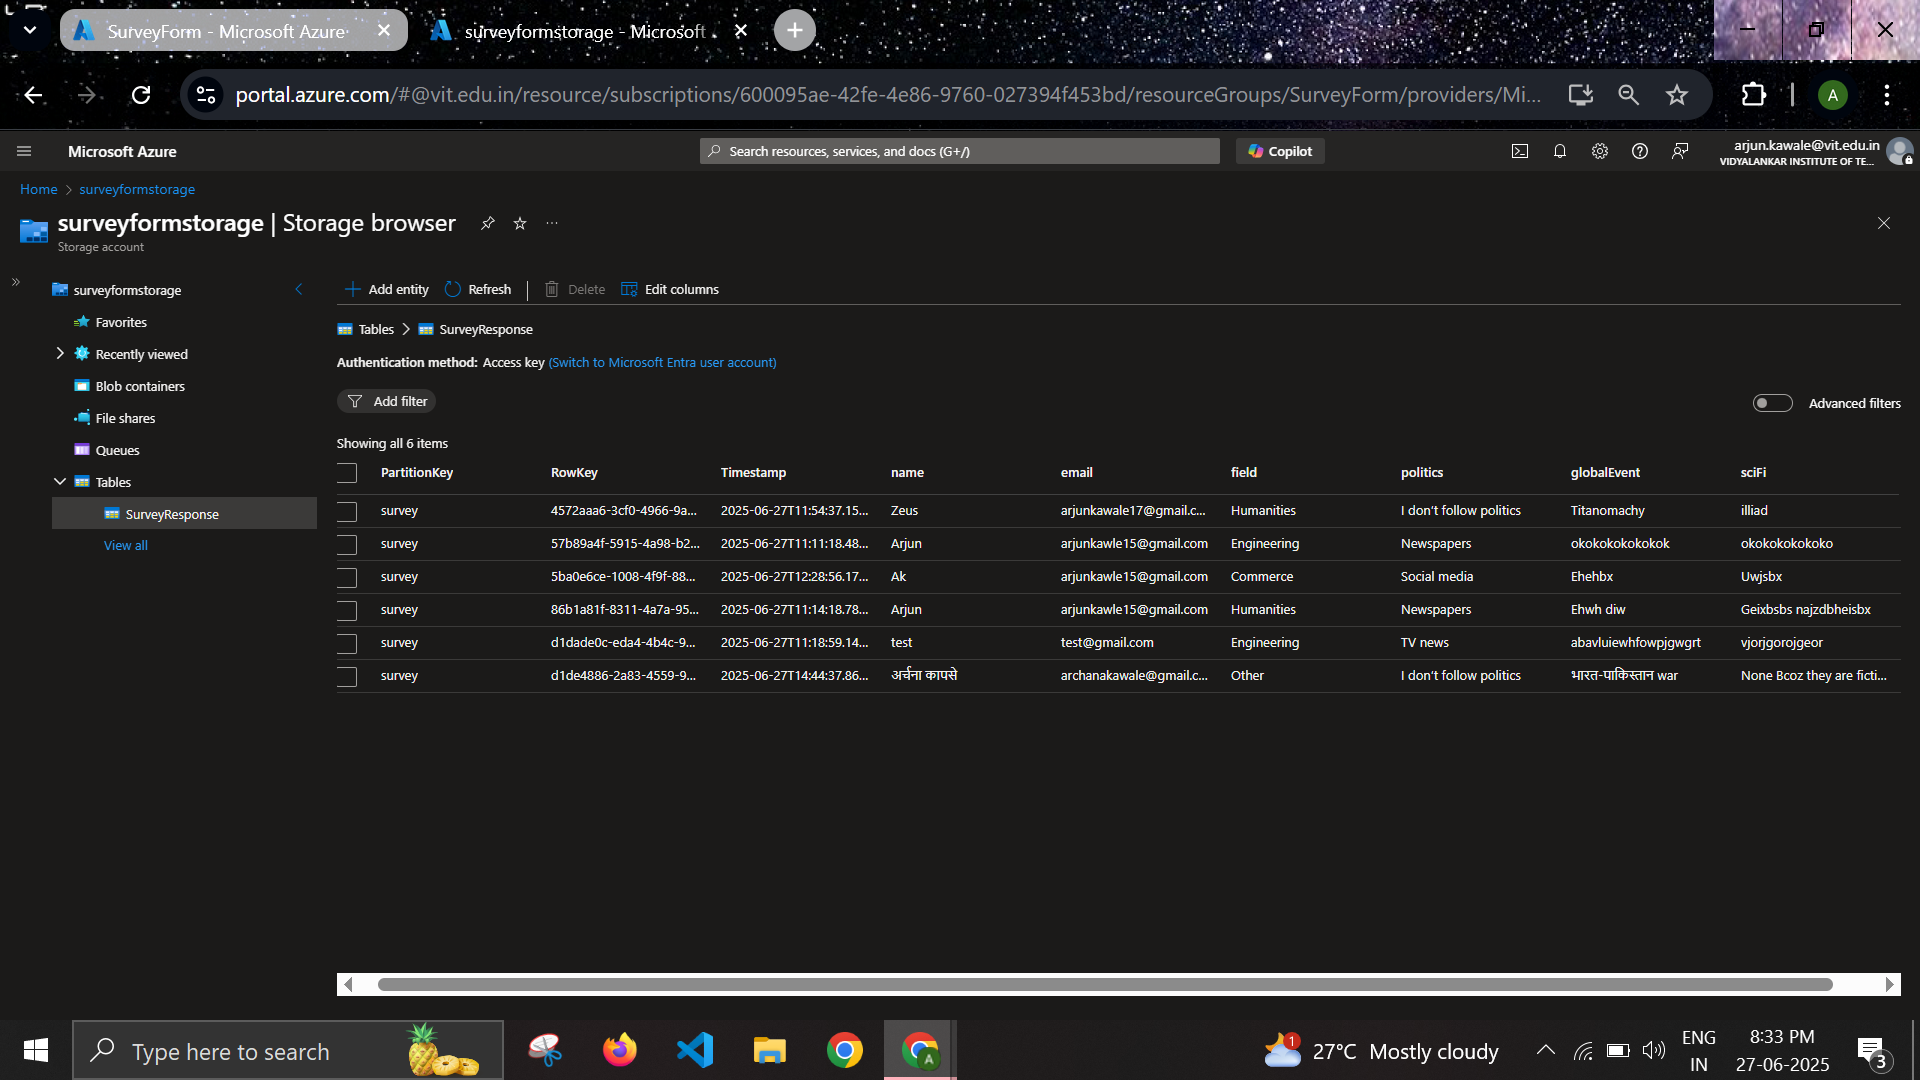 SurveyForm - Microsoft Azure
surveyformstorage - Microsoft
portal.azure.com/#@vit.edu.in/resource/subscriptions/600095ae-42fe-4e86-9760-027394f453bd/resourceGroups/SurveyForm/providers/Mi...
A
Microsoft Azure
Search resources, services, and docs (G+/)
Copilot
arjun.kawale@vit.edu.in
VIDYALANKAR INSTITUTE OF TE...
Home > surveyformstorage
surveyformstorage | Storage browser
Storage account
surveyformstorage
Favorites
Recently viewed
Blob containers
File shares
Queues
Tables
SurveyResponse
View all
Add entity Refresh Delete Edit columns
Tables > SurveyResponse
Authentication method: Access key (Switch to Microsoft Entra user account)
Add filter
Advanced filters
Showing all 6 items
PartitionKey RowKey Timestamp name email field politics globalEvent sciFi
survey 4572aaa6-3cf0-4966-9a... 2025-06-27T11:54:37.15... Zeus arjunkawale17@gmail.c... Humanities I don't follow politics Titanomachy illiad
survey 57b89a4f-5915-4a98-b2... 2025-06-27T11:11:18.48... Arjun arjunkawle15@gmail.com Engineering Newspapers okokokokokokok okokokokokoko
survey 5ba0e6ce-1008-4f9f-88... 2025-06-27T12:28:56.17... Ak arjunkawle15@gmail.com Commerce Social media Ehehbx Uwjsbx
survey 86b1a81f-8311-4a7a-95... 2025-06-27T11:14:18.78... Arjun arjunkawle15@gmail.com Humanities Newspapers Ehwh diw Geixbsbs najzdbheisbx
survey d1dade0c-eda4-4b4c-9... 2025-06-27T11:18:59.14... test test@gmail.com Engineering TV news abavluiewhfowpjgwgrt vjorjgorojgeor
survey d1de4886-2a83-4559-9... 2025-06-27T14:44:37.86... अर्चना कापसे archanakawale@gmail.c... Other I don't follow politics भारत-पाकिस्तान war None Bcoz they are ficti...
Type here to search
A
1
27°C Mostly cloudy
ENG
IN
8:33 PM
27-06-2025
3